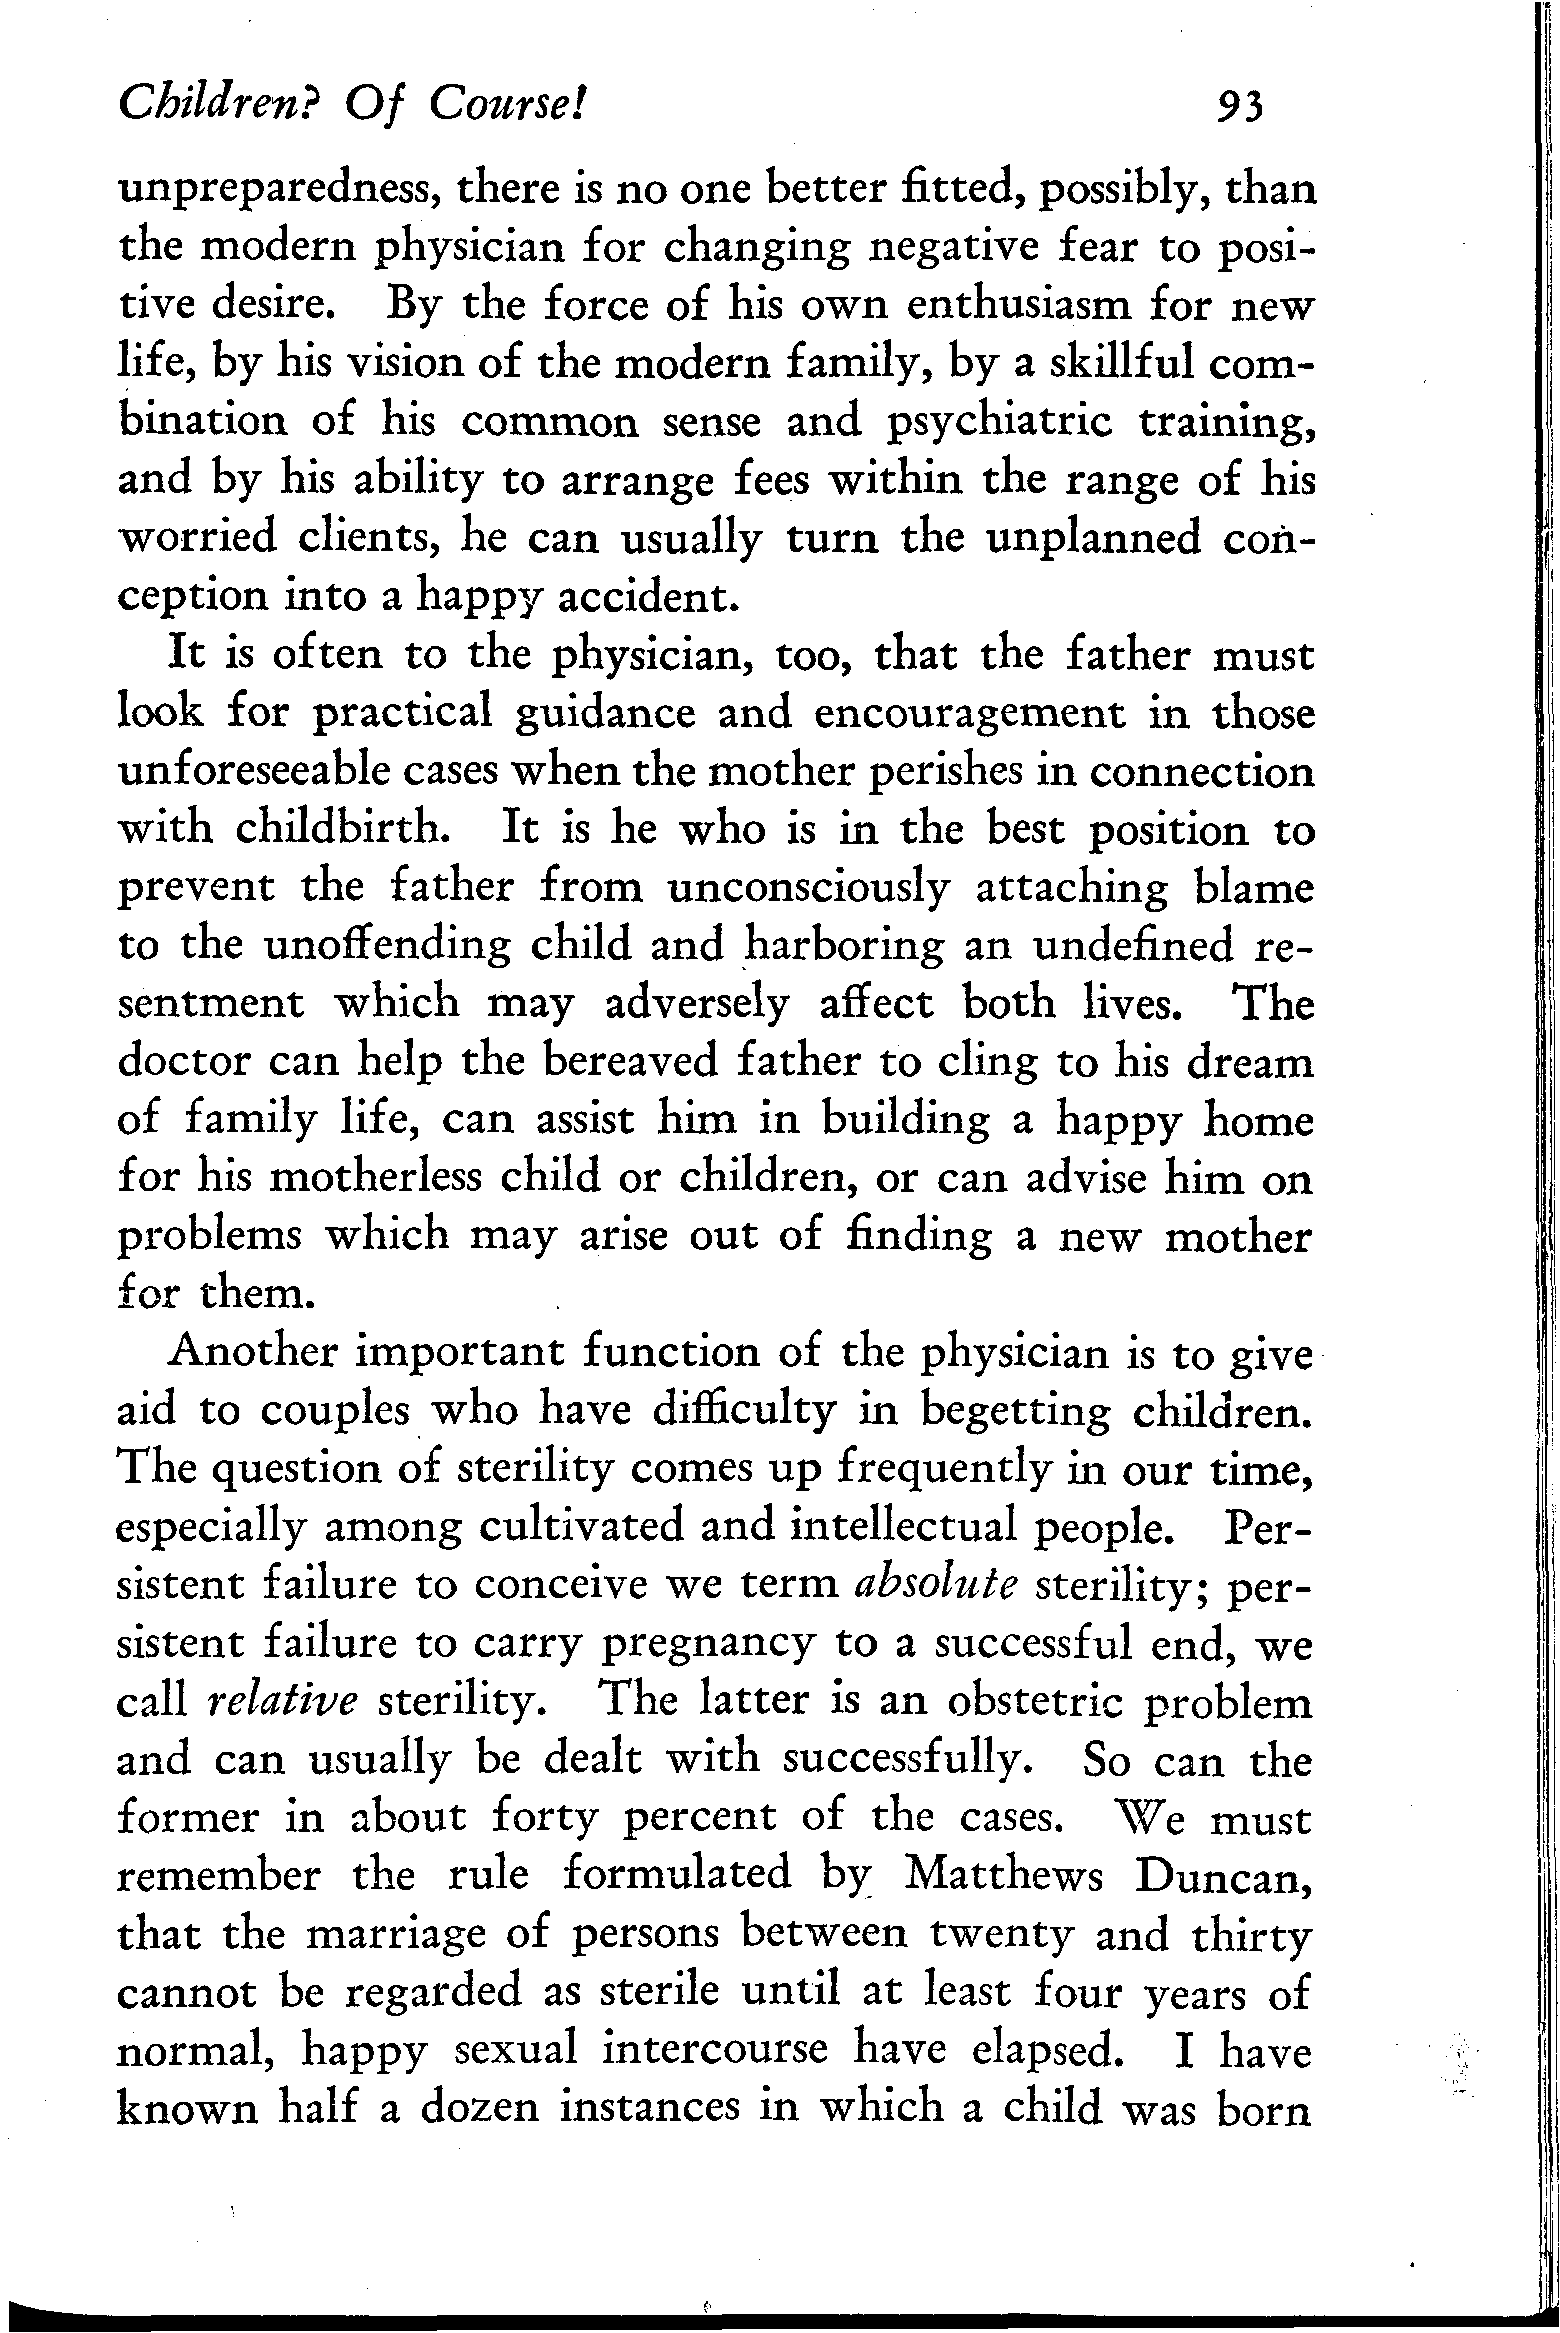 Children? Of Course! 93
unpreparedness, there is no one better fitted, possibly, than
the modern physician for changing negative fear to posi-
tive desire. By the force of his own enthusiasm for new
life, by his vision of the modern family, by a skillful com-
bination of his common sense and psychiatric training,
and by his ability to arrange fees within the range of his
worried clients, he can usually turn the unplanned con-
ception into a happy accident.
It is often to the physician, too, that the father must
look for practical guidance and encouragement in those
unforeseeable cases when the mother perishes in connection
with childbirth. It is he who is in the best position to
prevent the father from unconsciously attaching blame
to the unoffending child and harboring an undefined re-
sentment which may adversely affect both lives. The
doctor can help the bereaved father to cling to his dream
of family life, can assist him in building a happy home
for his motherless child or children, or can advise him on
problems which may arise out of finding a new mother
for them.
Another important function of the physician is to give
aid to couples who have difficulty in begetting children.
The question of sterility comes up frequently in our time,
especially among cultivated and intellectual people. Per-
sistent failure to conceive we term absolute sterility; per-
sistent failure to carry pregnancy to a successful end, we
call relative sterility. The latter is an obstetric problem
and can usually be dealt with successfully. So can the
former in about forty percent of the cases. We must
remember the rule formulated by Matthews Duncan,
that the marriage of persons between twenty and thirty
cannot be regarded as sterile until at least four years of
normal, happy sexual intercourse have elapsed. I have
known half a dozen instances in which a child was born